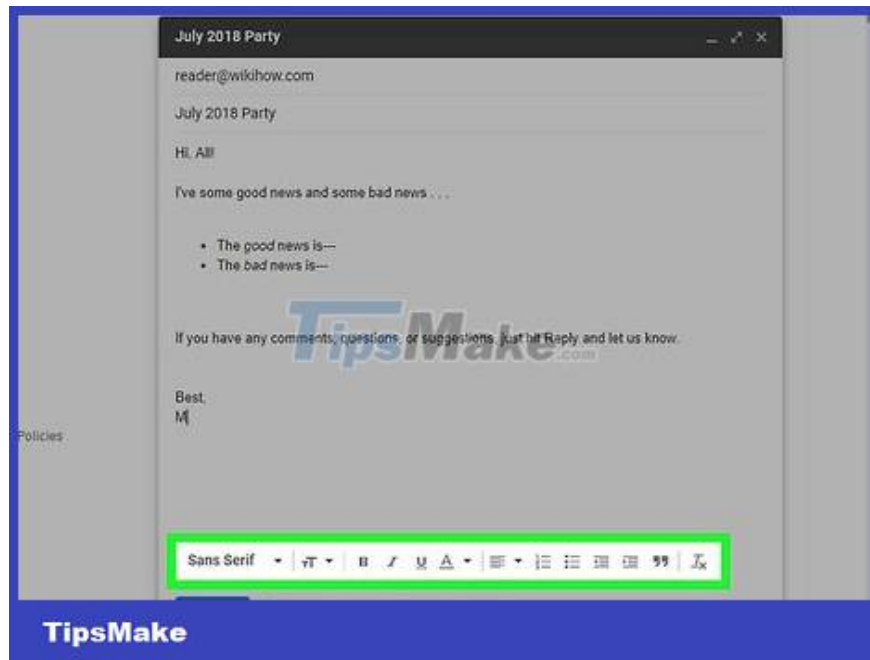 July 2018 Party
reader@wikihow.com
July 2018 Party
Hi, All!
I've some good news and some bad news . . .
• The good news is---
• The bad news is---
TipsMake.com
If you have any comments, questions, or suggestions, just hit Reply and let us know.
Best,
M
Policies
Sans Serif
TipsMake